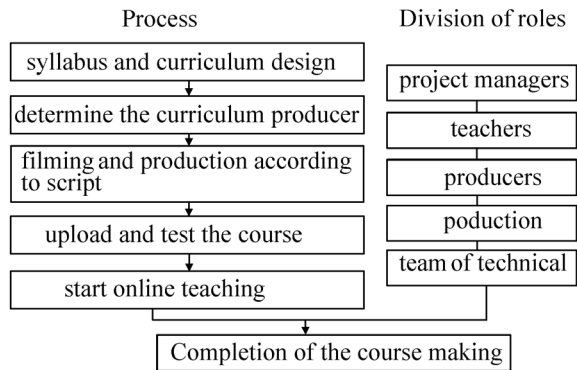 Process
syllabus and curriculum design
determine the curriculum producer
filming and production according
to script
upload and test the course
start online teaching
Division of roles
project managers
teachers
producers
poduction
team of technical
Completion of the course making